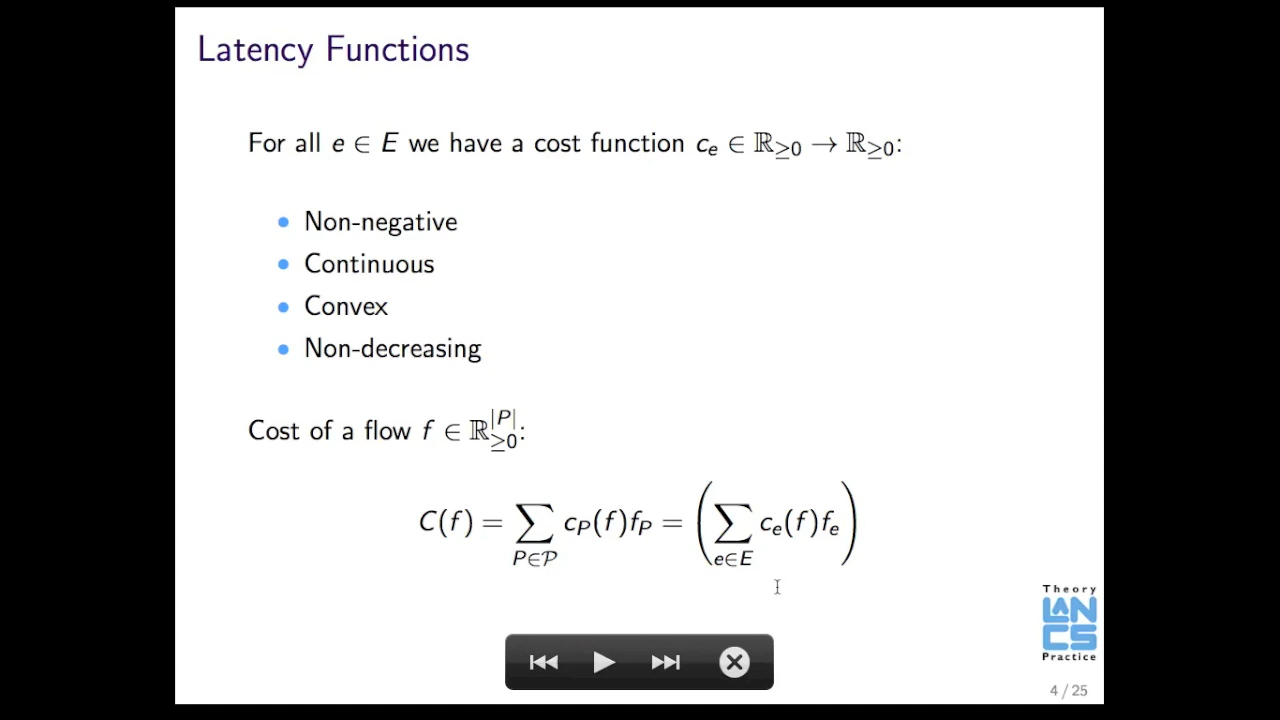 Latency Functions
For all e ∈ E we have a cost function c_e ∈ ℝ_≥0 → ℝ_≥0:
• Non-negative
• Continuous
• Convex
• Non-decreasing
Cost of a flow f ∈ ℝ_≥0^|P|:
C(f) = ∑_{P∈𝒫} c_P(f)f_P = (∑_{e∈E} c_e(f)f_e)
Theory
LANCS
Practice
4 / 25